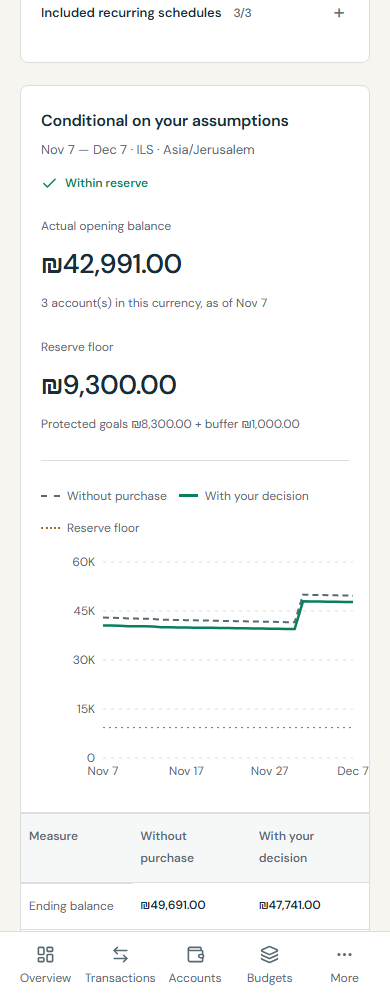 Included recurring schedules 3/3 +
Conditional on your assumptions
Nov 7 — Dec 7 · ILS · Asia/Jerusalem
Within reserve
Actual opening balance
₪42,991.00
3 account(s) in this currency, as of Nov 7
Reserve floor
₪9,300.00
Protected goals ₪8,300.00 + buffer ₪1,000.00
Without purchase With your decision
Reserve floor
60K
45K
30K
15K
0
Nov 7 Nov 17 Nov 27 Dec 7
Measure Without purchase With your decision
Ending balance ₪49,691.00 ₪47,741.00
Overview Transactions Accounts Budgets More